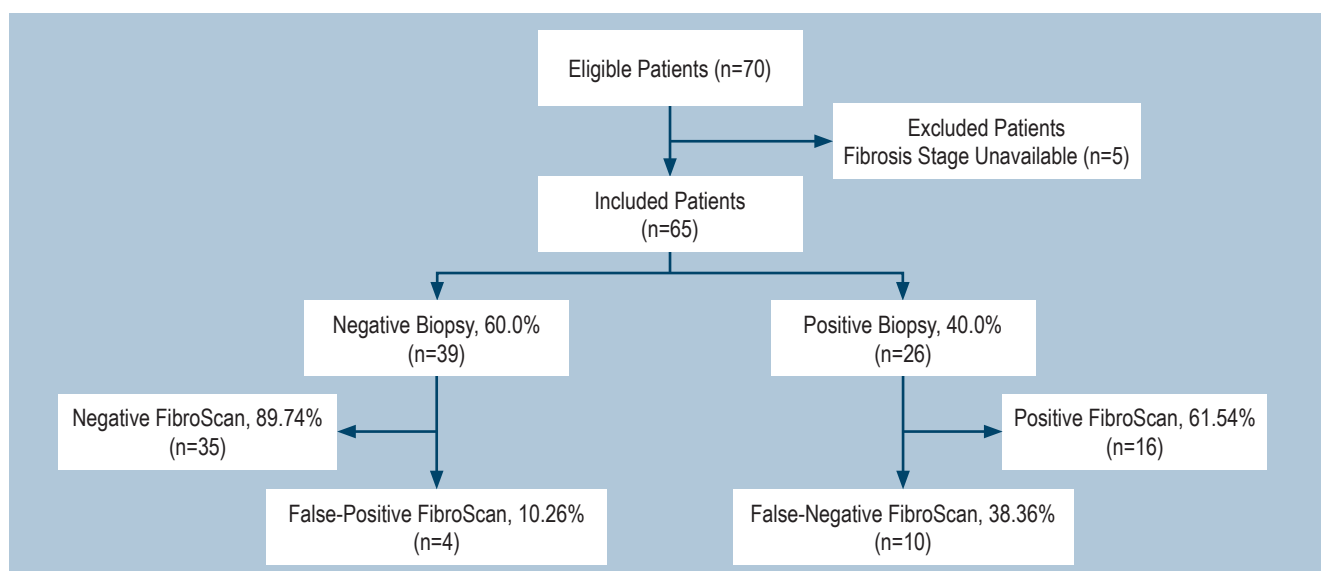 Eligible Patients (n=70)
Excluded Patients
Fibrosis Stage Unavailable (n=5)
Included Patients
(n=65)
Negative Biopsy, 60.0%
(n=39)
Positive Biopsy, 40.0%
(n=26)
Negative FibroScan, 89.74%
(n=35)
Positive FibroScan, 61.54%
(n=16)
False-Positive FibroScan, 10.26%
(n=4)
False-Negative FibroScan, 38.36%
(n=10)